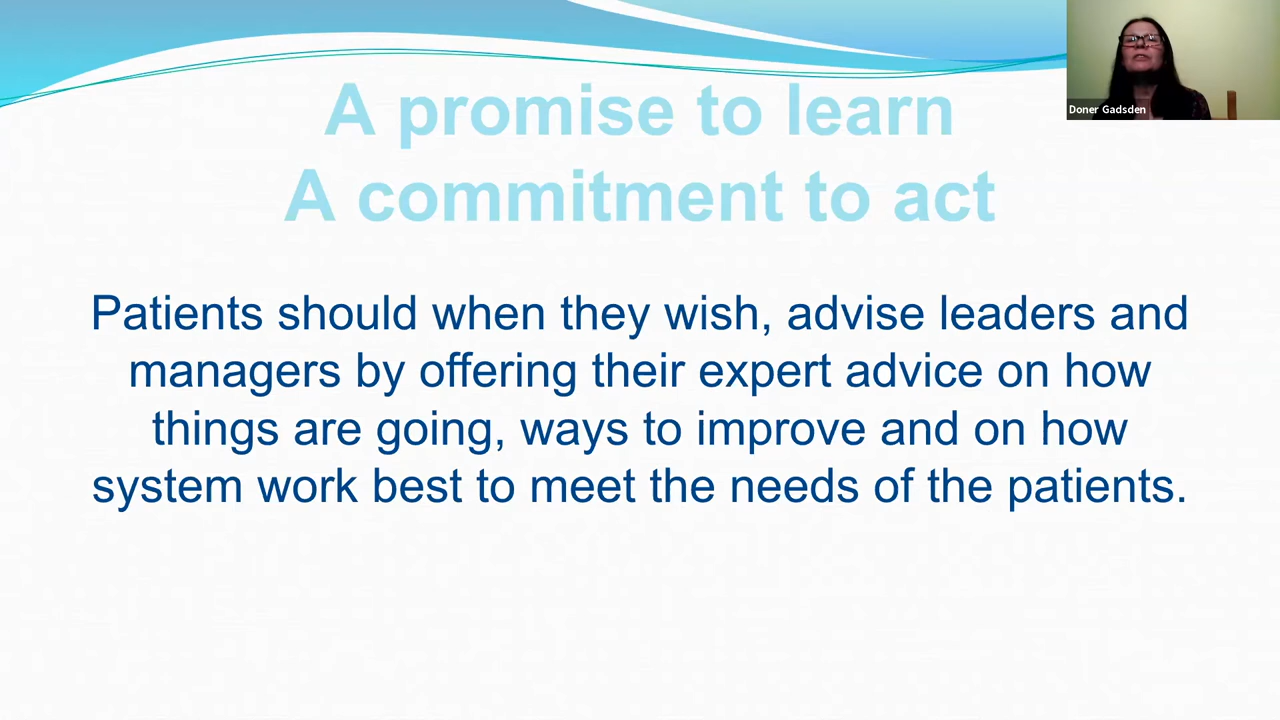 A promise to learn
A commitment to act
Doner Gadsden
Patients should when they wish, advise leaders and
managers by offering their expert advice on how
things are going, ways to improve and on how
system work best to meet the needs of the patients.